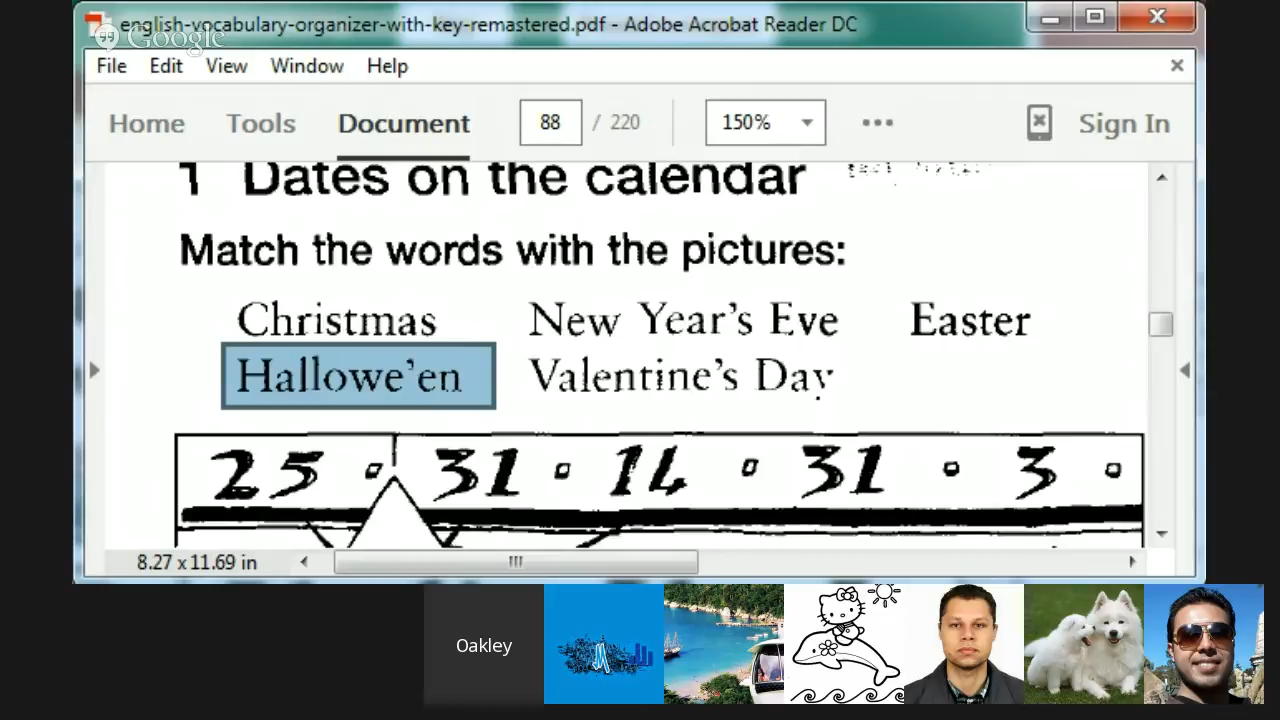 english-vocabulary-organizer-with-key-remastered.pdf - Adobe Acrobat Reader DC
Google
File Edit View Window Help
Home Tools Document 88 / 220 150% Sign In
1 Dates on the calendar
Match the words with the pictures:
Christmas New Year's Eve Easter
Hallowe'en Valentine's Day
25 31 14 31 3
8.27 x 11.69 in
Oakley